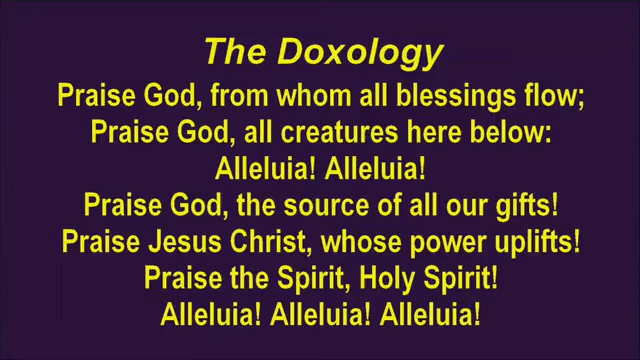 The Doxology
Praise God, from whom all blessings flow;
Praise God, all creatures here below:
Alleluia! Alleluia!
Praise God, the source of all our gifts!
Praise Jesus Christ, whose power uplifts!
Praise the Spirit, Holy Spirit!
Alleluia! Alleluia! Alleluia!